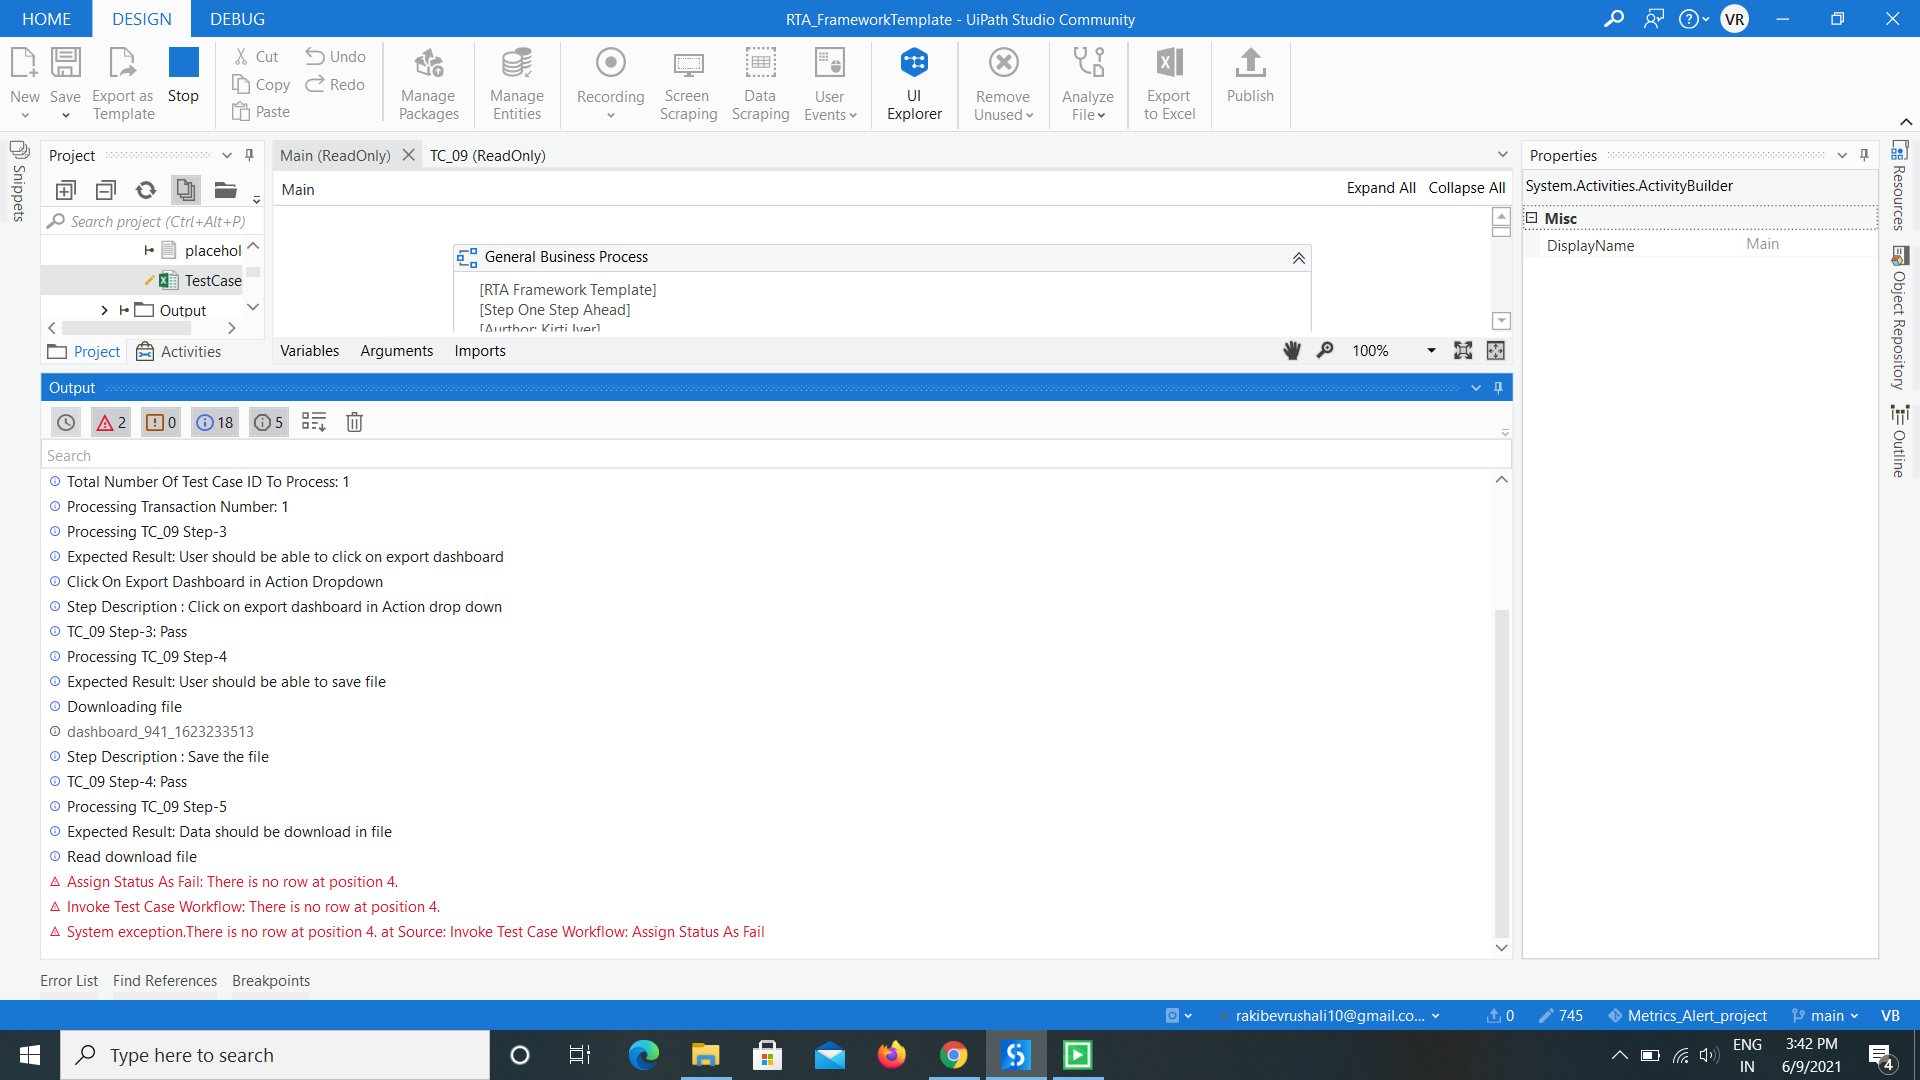 HOME DESIGN DEBUG
RTA_FrameworkTemplate - UiPath Studio Community
VR
New
Save
Export as
Template
Stop
Cut
Copy
Paste
Undo
Redo
Manage
Packages
Manage
Entities
Recording
Screen
Scraping
Data
Scraping
User
Events
UI
Explorer
Remove
Unused
Analyze
File
Export
to Excel
Publish
Snippets
Project
Search project (Ctrl+Alt+P)
placehol
TestCase
Output
Project Activities
Main (ReadOnly) TC_09 (ReadOnly)
Main Expand All Collapse All
General Business Process
[RTA Framework Template]
[Step One Step Ahead]
[Aurthor: Kirti Iyer]
Variables Arguments Imports 100%
Properties
System.Activities.ActivityBuilder
Misc
DisplayName Main
Resources
Object Repository
Outline
Output
2 0 18 5
Search
Total Number Of Test Case ID To Process: 1
Processing Transaction Number: 1
Processing TC_09 Step-3
Expected Result: User should be able to click on export dashboard
Click On Export Dashboard in Action Dropdown
Step Description : Click on export dashboard in Action drop down
TC_09 Step-3: Pass
Processing TC_09 Step-4
Expected Result: User should be able to save file
Downloading file
dashboard_941_1623233513
Step Description : Save the file
TC_09 Step-4: Pass
Processing TC_09 Step-5
Expected Result: Data should be download in file
Read download file
Assign Status As Fail: There is no row at position 4.
Invoke Test Case Workflow: There is no row at position 4.
System exception.There is no row at position 4. at Source: Invoke Test Case Workflow: Assign Status As Fail
Error List Find References Breakpoints
rakibevrushali10@gmail.co... 0 745 Metrics_Alert_project main VB
Type here to search
ENG
IN
3:42 PM
6/9/2021
4